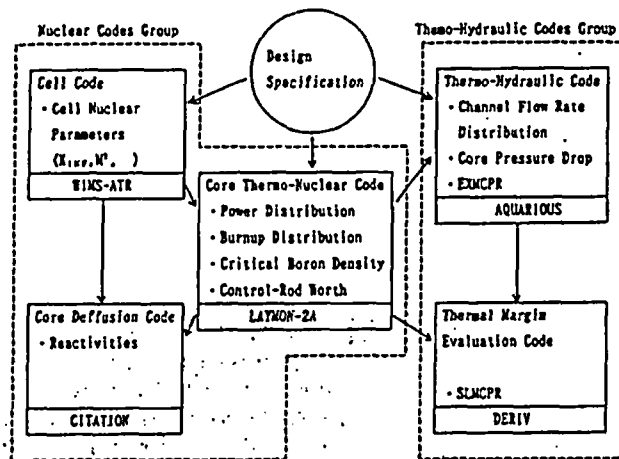 Nuclear Codes Group
Thermo-Hydraulic Codes Group
Design
Specification
Cell Code
・Cell Nuclear
Parameters
(KINF, M²,  )
WIMS-ATR
Core Thermo-Nuclear Code
・Power Distribution
・Burnup Distribution
・Critical Boron Density
・Control-Rod Worth
LAYMON-2A
Core Deffusion Code
・Reactivities
CITATION
Thermo-Hydraulic Code
・Channel Flow Rate
Distribution
・Core Pressure Drop
・EXMCPR
AQUARIOUS
Thermal Margin
Evaluation Code
・SLMCPR
DERIV